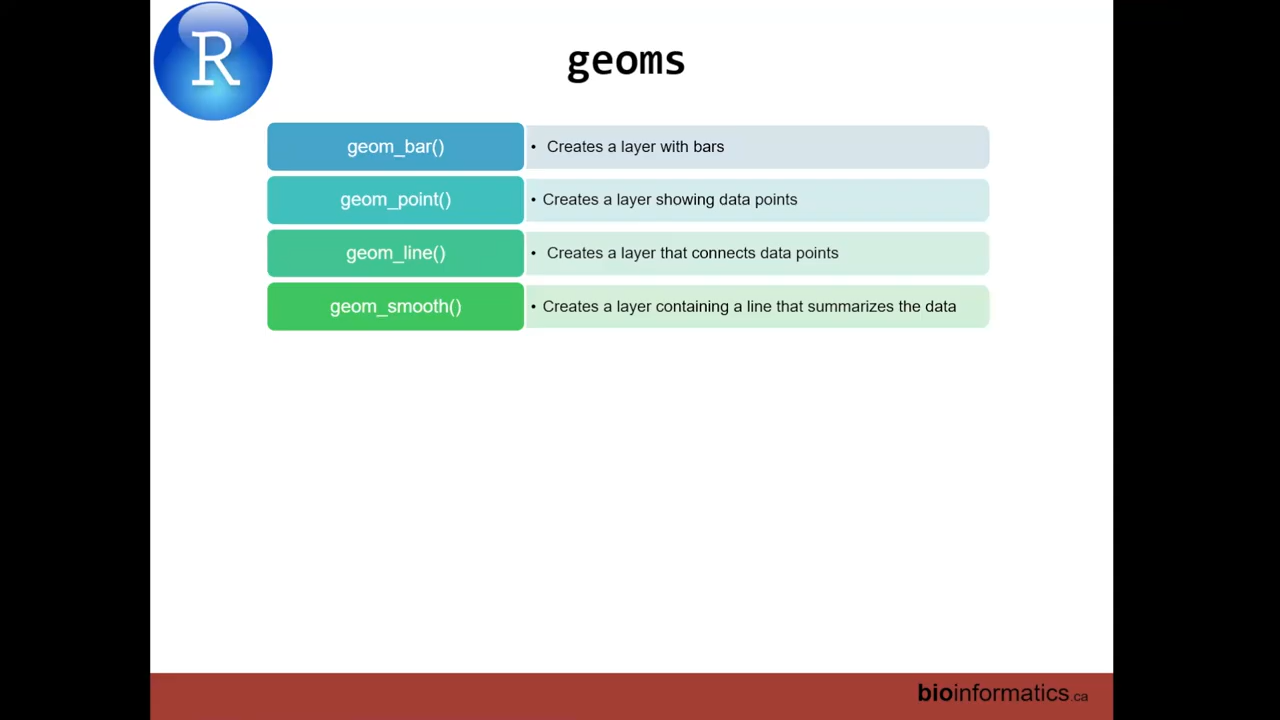 R
geoms
geom_bar()
• Creates a layer with bars
geom_point()
• Creates a layer showing data points
geom_line()
• Creates a layer that connects data points
geom_smooth()
• Creates a layer containing a line that summarizes the data
bioinformatics.ca